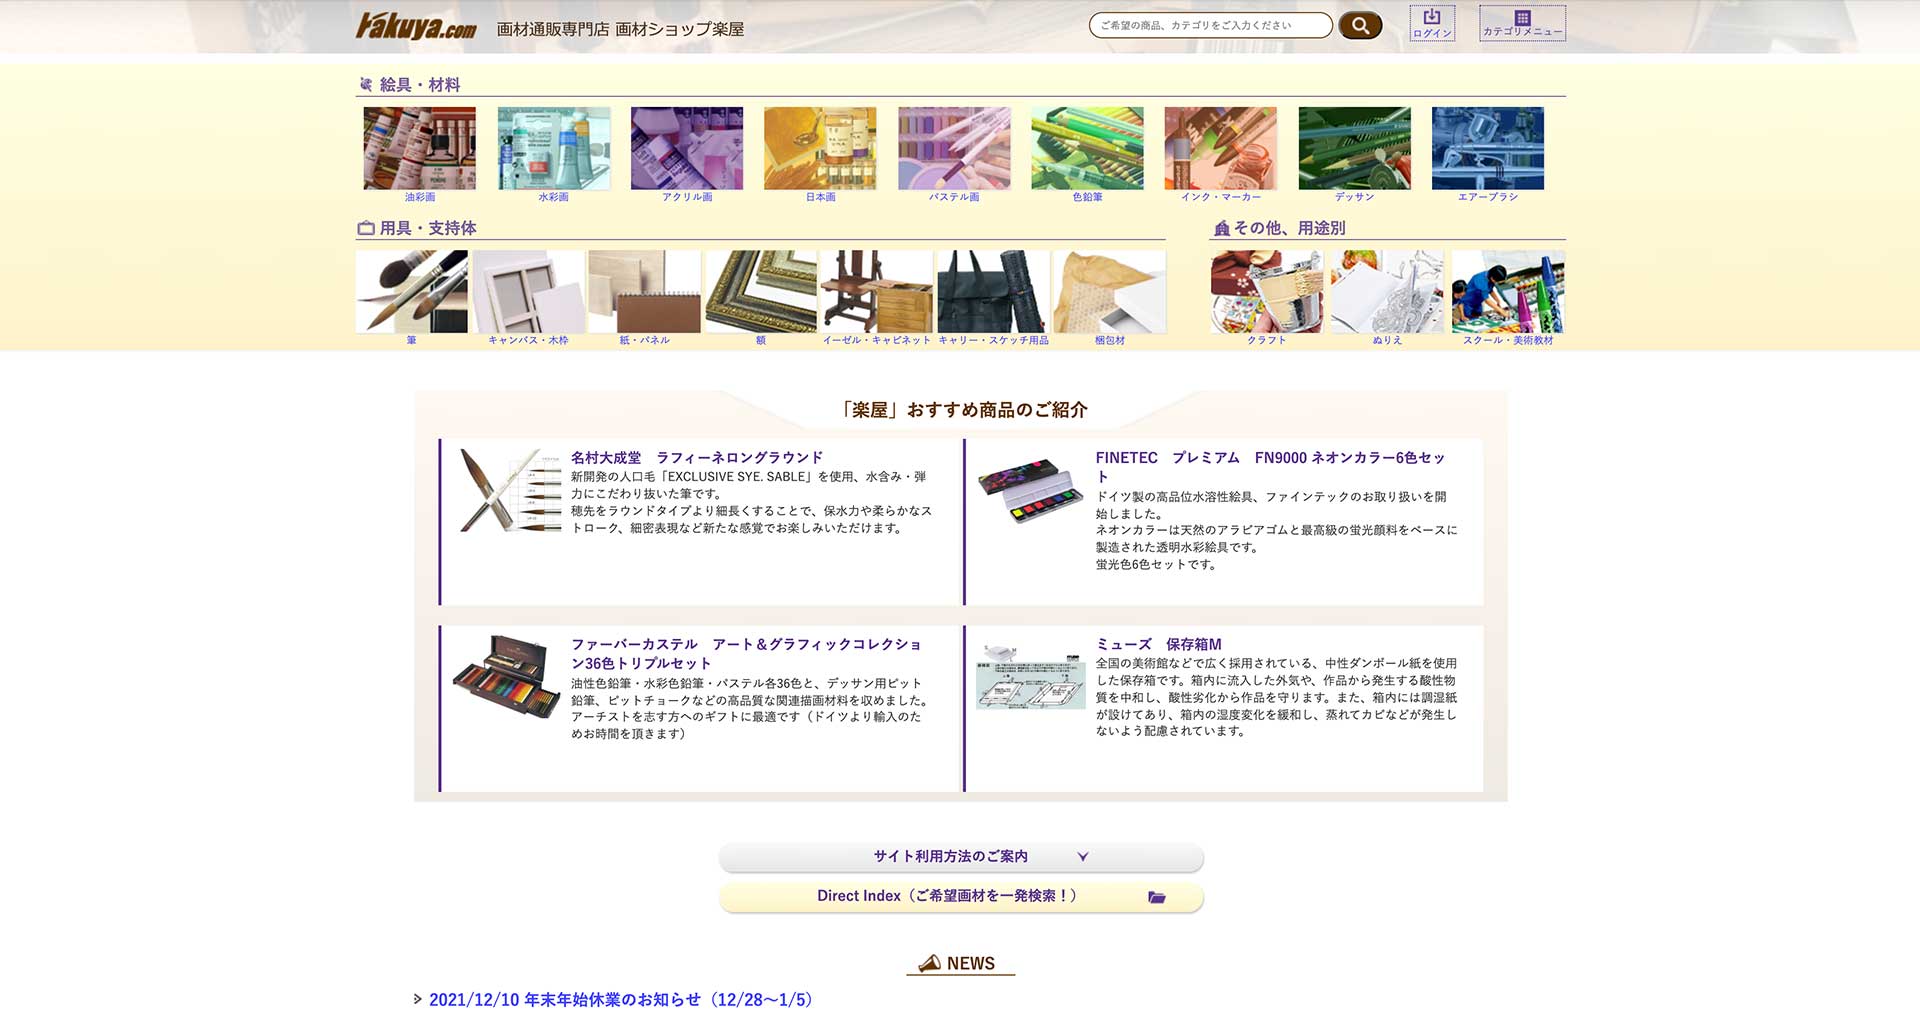 rakuya.com
画材通販専門店 画材ショップ楽屋
ご希望の商品、カテゴリをご入力ください
ログイン
カテゴリメニュー
絵具・材料
油彩画
水彩画
アクリル画
日本画
パステル画
色鉛筆
インク・マーカー
デッサン
エアーブラシ
用具・支持体
その他、用途別
筆
キャンバス・木枠
紙・パネル
額
イーゼル・キャビネット
キャリー・スケッチ用品
梱包材
クラフト
ぬりえ
スクール・美術教材
「楽屋」おすすめ商品のご紹介
名村大成堂　ラフィーネロングラウンド
新開発の人口毛「EXCLUSIVE SYE. SABLE」を使用、水含み・弾
力にこだわり抜いた筆です。
穂先をラウンドタイプより細長くすることで、保水力や柔らかなス
トローク、細密表現など新たな感覚でお楽しみいただけます。
FINETEC　プレミアム　FN9000 ネオンカラー6色セッ
ト
ドイツ製の高品位水溶性絵具、ファインテックのお取り扱いを開
始しました。
ネオンカラーは天然のアラビアゴムと最高級の蛍光顔料をベースに
製造された透明水彩絵具です。
蛍光色6色セットです。
ファーバーカステル　アート＆グラフィックコレクショ
ン36色トリプルセット
油性色鉛筆・水彩色鉛筆・パステル各36色と、デッサン用ピット
鉛筆、ピットチョークなどの高品質な関連描画材料を収めました。
アーチストを志す方へのギフトに最適です（ドイツより輸入のた
めお時間を頂きます）
ミューズ　保存箱M
全国の美術館などで広く採用されている、中性ダンボール紙を使用
した保存箱です。箱内に流入した外気や、作品から発生する酸性物
質を中和し、酸性劣化から作品を守ります。また、箱内には調湿紙
が設けてあり、箱内の湿度変化を緩和し、蒸れてカビなどが発生し
ないよう配慮されています。
サイト利用方法のご案内
Direct Index（ご希望画材を一発検索！）
NEWS
2021/12/10 年末年始休業のお知らせ（12/28～1/5）